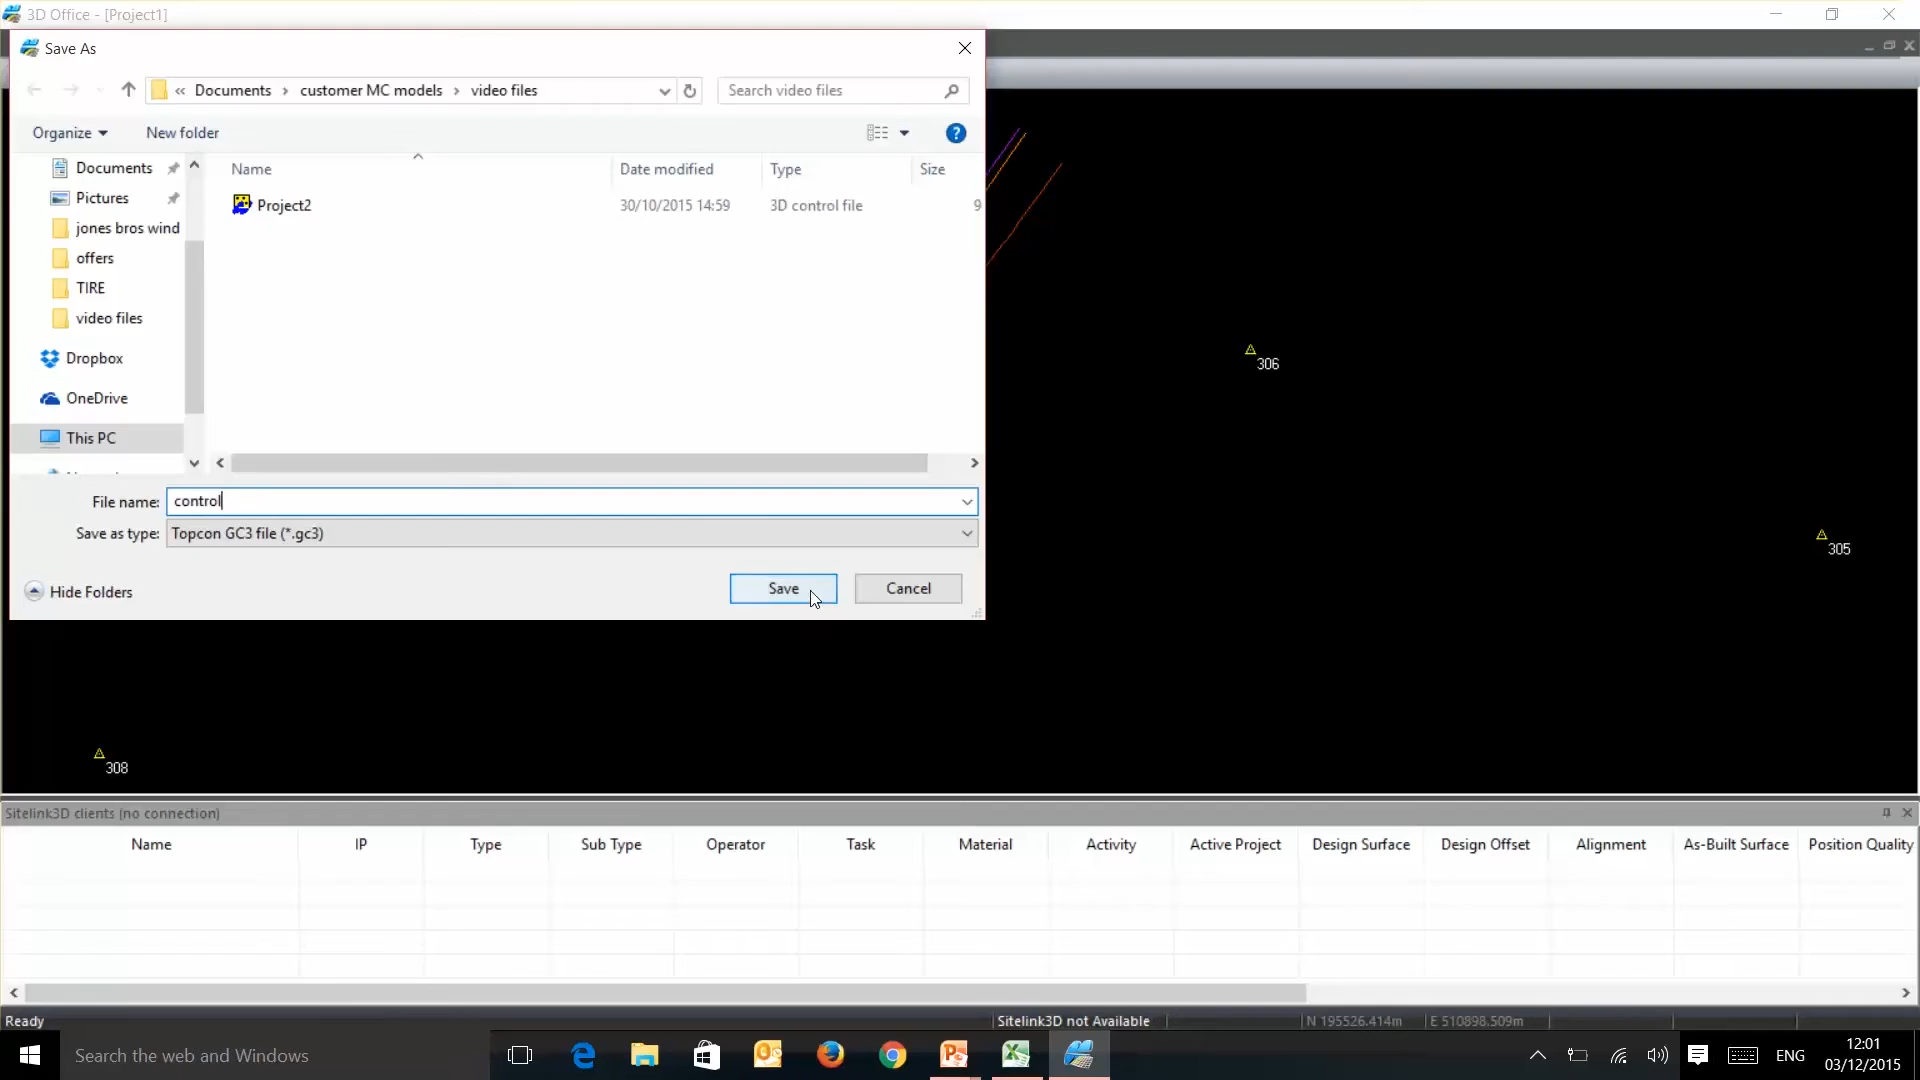 3D Office - [Project1]
Save As
« Documents › customer MC models › video files
Search video files
Organize
New folder
?
Name
Date modified
Type
Size
Documents
Pictures
jones bros wind
offers
TIRE
video files
Dropbox
OneDrive
This PC
Project2 30/10/2015 14:59 3D control file 9
File name: control
Save as type: Topcon GC3 file (*.gc3)
Hide Folders
Save
Cancel
306
305
308
Sitelink3D clients (no connection)
Name IP Type Sub Type Operator Task Material Activity Active Project Design Surface Design Offset Alignment As-Built Surface Position Quality
Ready
Sitelink3D not Available
N 195526.414m
E 510898.509m
Search the web and Windows
ENG
12:01
03/12/2015